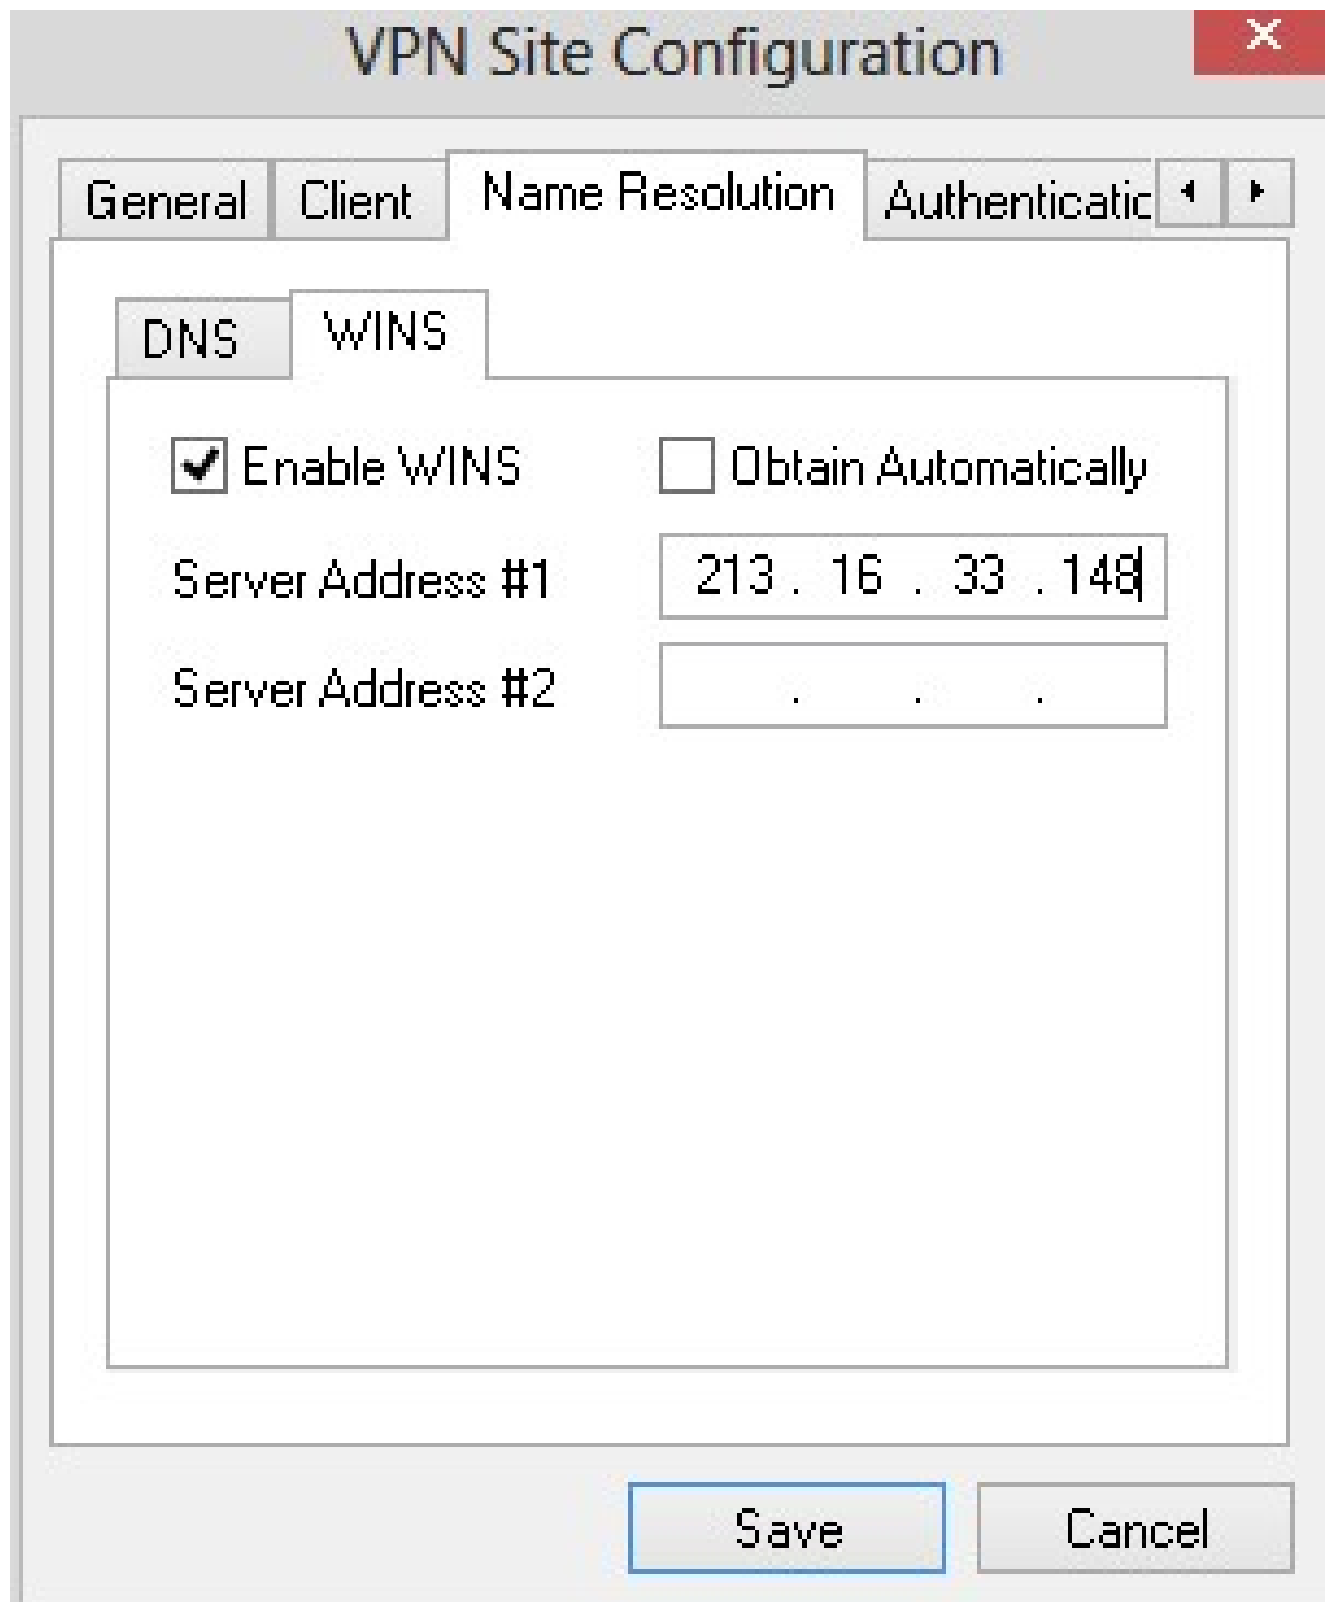 VPN Site Configuration
General Client Name Resolution Authenticatic
DNS WINS
Enable WINS Obtain Automatically
Server Address #1 213 . 16 . 33 . 148
Server Address #2 . . .
Save Cancel